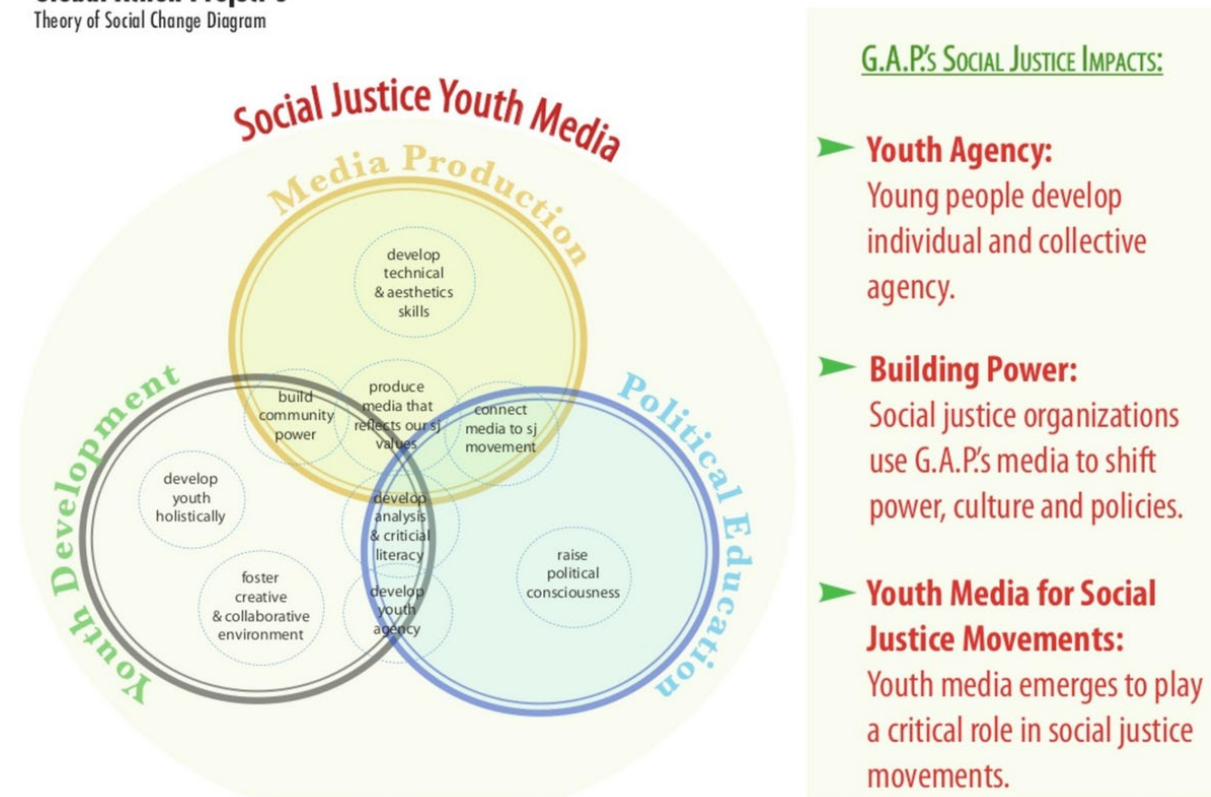 Theory of Social Change Diagram
Social Justice Youth Media
Media Production
develop
technical
& aesthetics
skills
build
community
power
produce
media that
reflects our sj
values
connect
media to sj
movement
Youth Development
develop
youth
holistically
foster
creative
& collaborative
environment
develop
analysis
& criticial
literacy
develop
youth
agency
Political Education
raise
political
consciousness
G.A.P.'s Social Justice Impacts:
Youth Agency:
Young people develop
individual and collective
agency.
Building Power:
Social justice organizations
use G.A.P.'s media to shift
power, culture and policies.
Youth Media for Social
Justice Movements:
Youth media emerges to play
a critical role in social justice
movements.